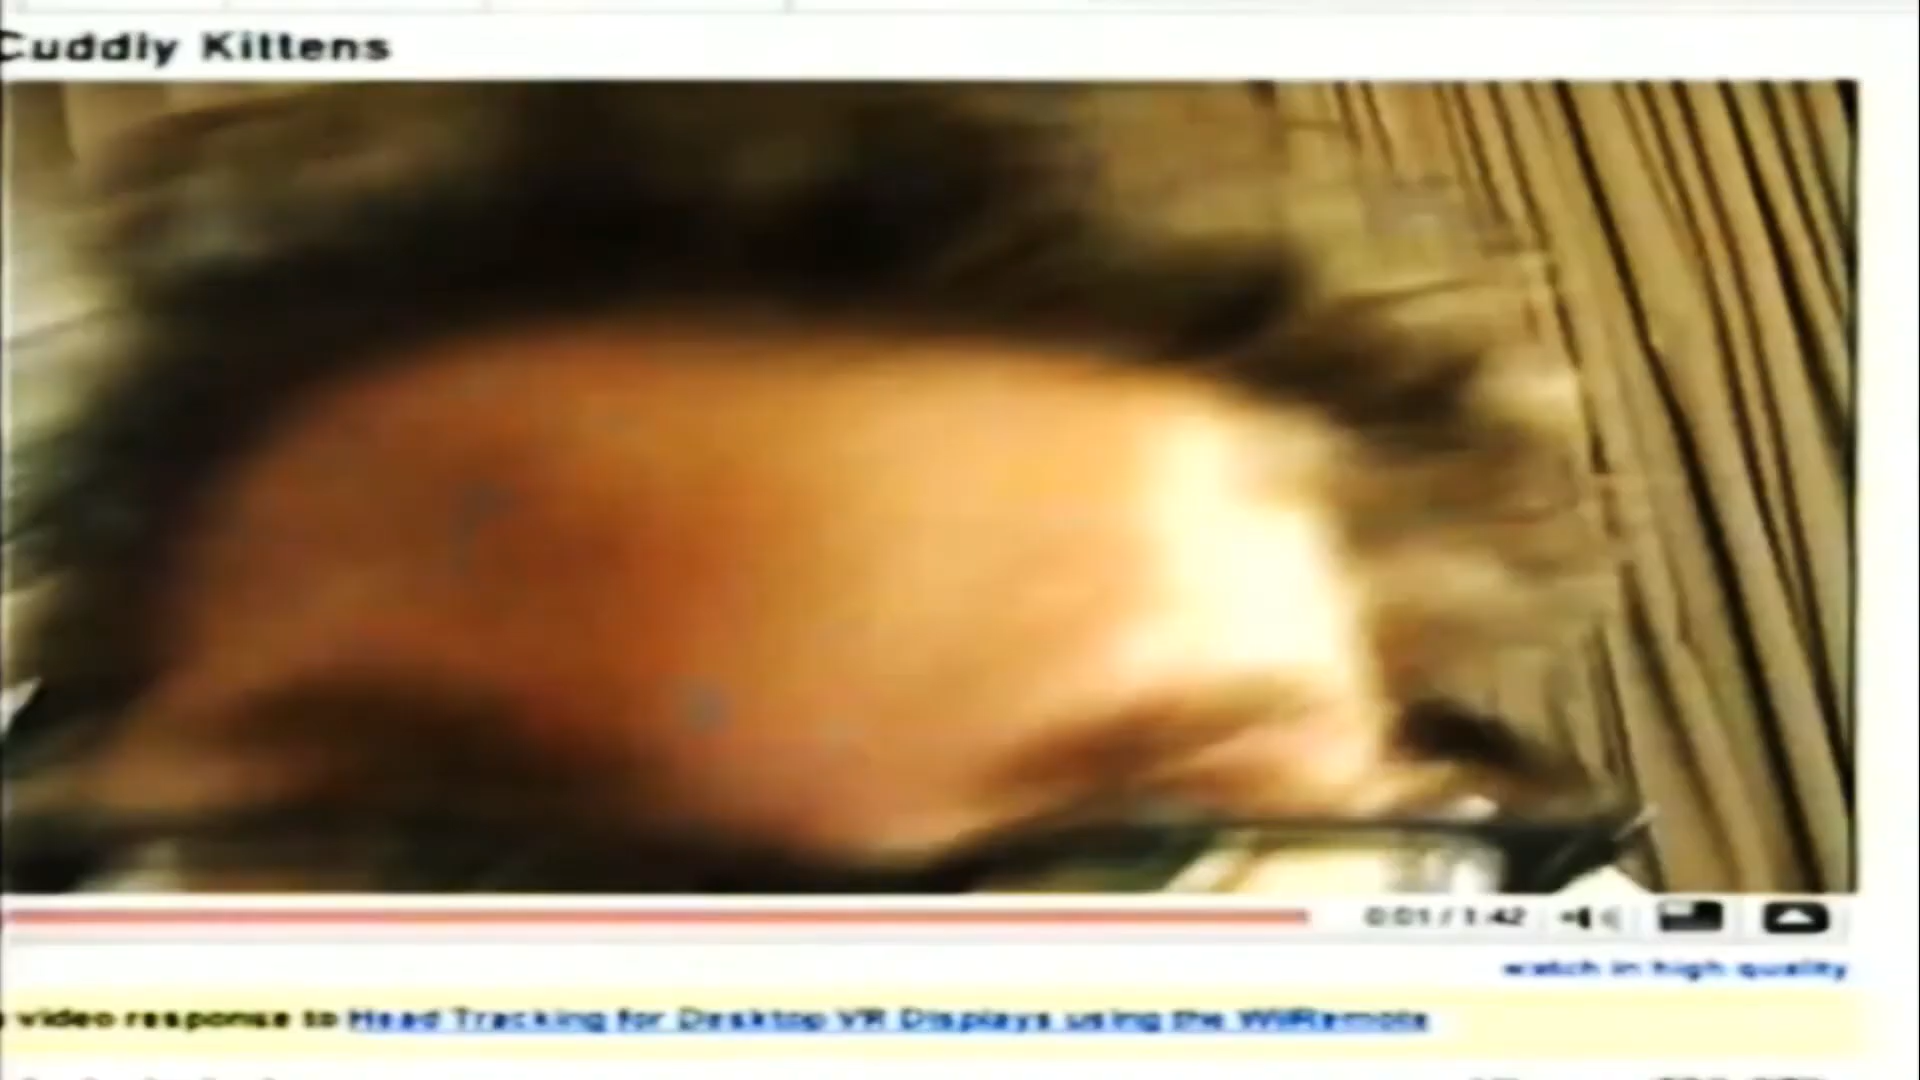 Cuddly Kittens
0:01 / 1:42
watch in high quality
video response to Head Tracking for Desktop VR Displays using the WiiRemote